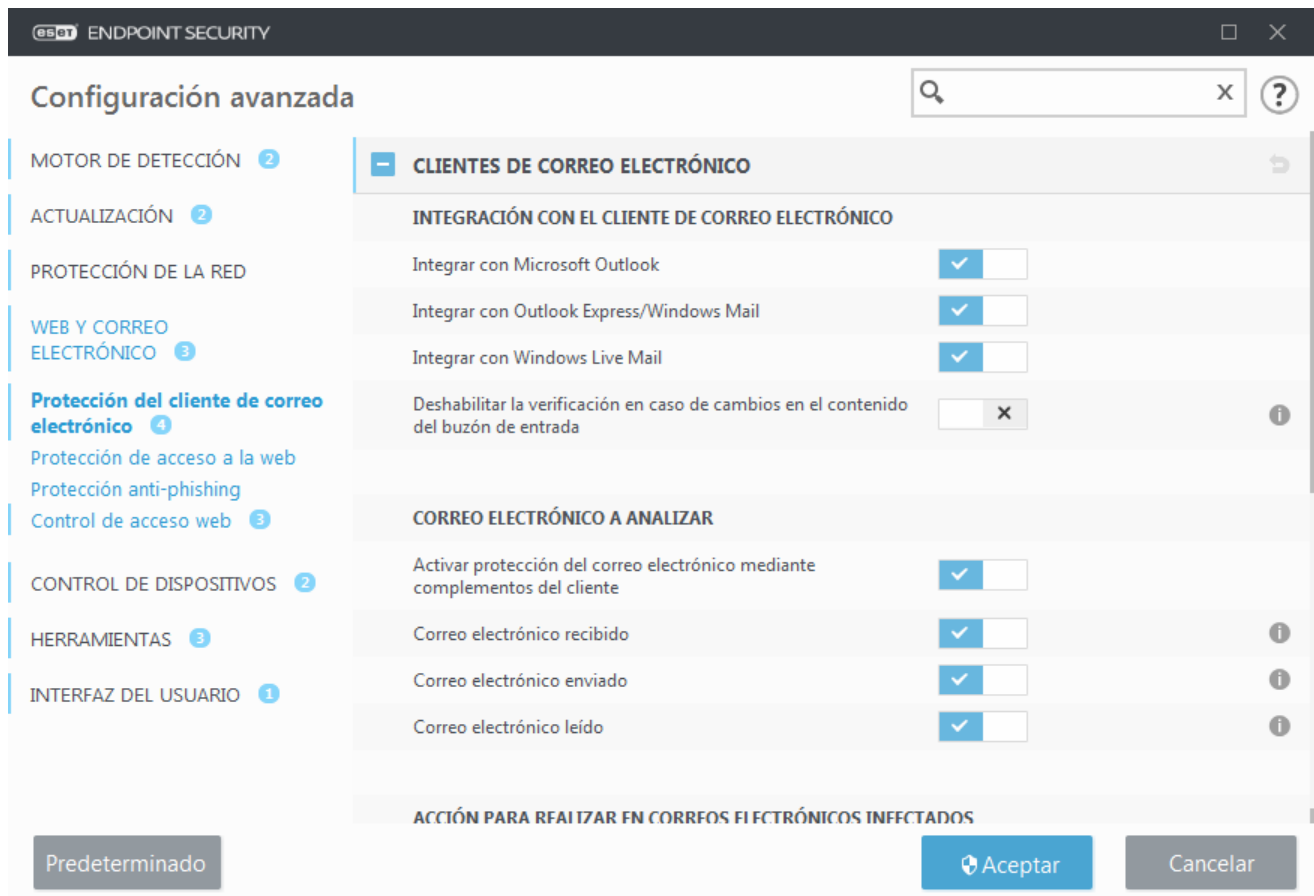 eset ENDPOINT SECURITY
Configuración avanzada
x
?
MOTOR DE DETECCIÓN 2
ACTUALIZACIÓN 2
PROTECCIÓN DE LA RED
WEB Y CORREO
ELECTRÓNICO 3
Protección del cliente de correo
electrónico 4
Protección de acceso a la web
Protección anti-phishing
Control de acceso web 3
CONTROL DE DISPOSITIVOS 2
HERRAMIENTAS 3
INTERFAZ DEL USUARIO 1
CLIENTES DE CORREO ELECTRÓNICO
INTEGRACIÓN CON EL CLIENTE DE CORREO ELECTRÓNICO
Integrar con Microsoft Outlook
Integrar con Outlook Express/Windows Mail
Integrar con Windows Live Mail
Deshabilitar la verificación en caso de cambios en el contenido
del buzón de entrada
CORREO ELECTRÓNICO A ANALIZAR
Activar protección del correo electrónico mediante
complementos del cliente
Correo electrónico recibido
Correo electrónico enviado
Correo electrónico leído
ACCIÓN PARA REALIZAR EN CORREOS ELECTRÓNICOS INFECTADOS
Predeterminado
Aceptar
Cancelar